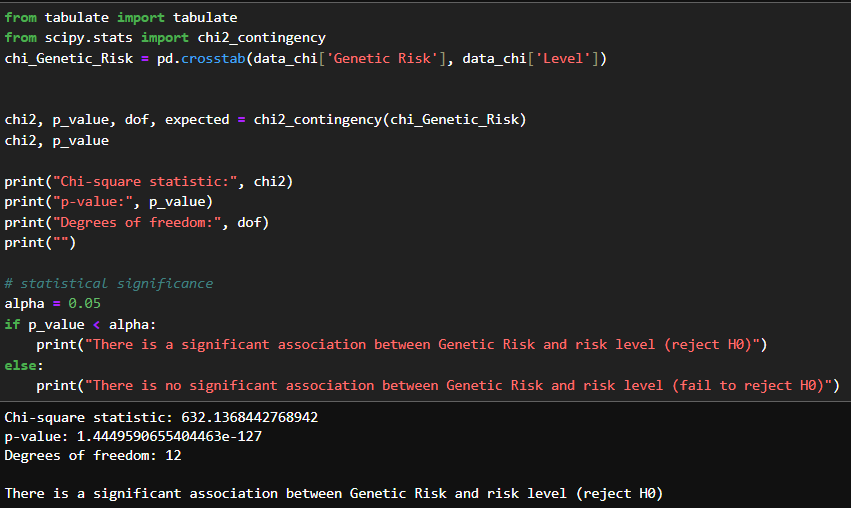 from tabulate import tabulate
from scipy.stats import chi2_contingency
chi_Genetic_Risk = pd.crosstab(data_chi['Genetic Risk'], data_chi['Level'])
chi2, p_value, dof, expected = chi2_contingency(chi_Genetic_Risk)
chi2, p_value
print("Chi-square statistic:", chi2)
print("p-value:", p_value)
print("Degrees of freedom:", dof)
print("")
# statistical significance
alpha = 0.05
if p_value < alpha:
    print("There is a significant association between Genetic Risk and risk level (reject H0)")
else:
    print("There is no significant association between Genetic Risk and risk level (fail to reject H0)")
Chi-square statistic: 632.1368442768942
p-value: 1.4449590655404463e-127
Degrees of freedom: 12
There is a significant association between Genetic Risk and risk level (reject H0)